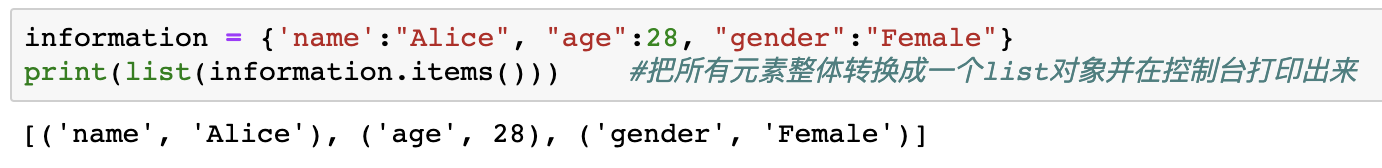 information = {'name':"Alice", "age":28, "gender":"Female"}
print(list(information.items()))    #把所有元素整体转换成一个list对象并在控制台打印出来
[('name', 'Alice'), ('age', 28), ('gender', 'Female')]